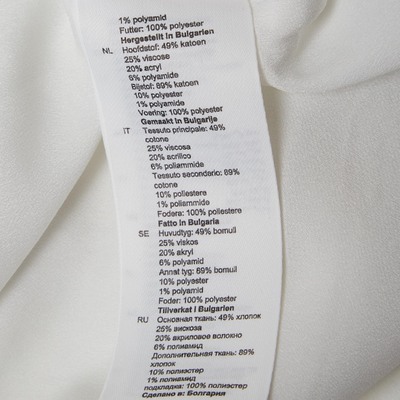 1% polyamid
Futter: 100% polyester
Hergestellt in Bulgarien
NL Hoofdstof: 49% katoen
25% viscose
20% acryl
6% polyamide
Bijstof: 89% katoen
10% polyester
1% polyamide
Voering: 100% polyester
Gemaakt in Bulgarije
IT Tessuto principale: 49%
cotone
25% viscosa
20% acrilico
6% poliammide
Tessuto secondario: 89%
cotone
10% poliestere
1% poliammide
Fodera: 100% poliestere
Fatto in Bulgaria
SE Huvudtyg: 49% bomull
25% viskos
20% akryl
6% polyamid
Annat tyg: 89% bomull
10% polyester
1% polyamid
Foder: 100% polyester
Tillverkat i Bulgarien
RU Основная ткань: 49% хлопок
25% вискоза
20% акриловое волокно
6% полиамид
Дополнительная ткань: 89%
хлопок
10% полиэстер
1% полиамид
подкладка: 100% полиэстер
Сделано в: Болгария